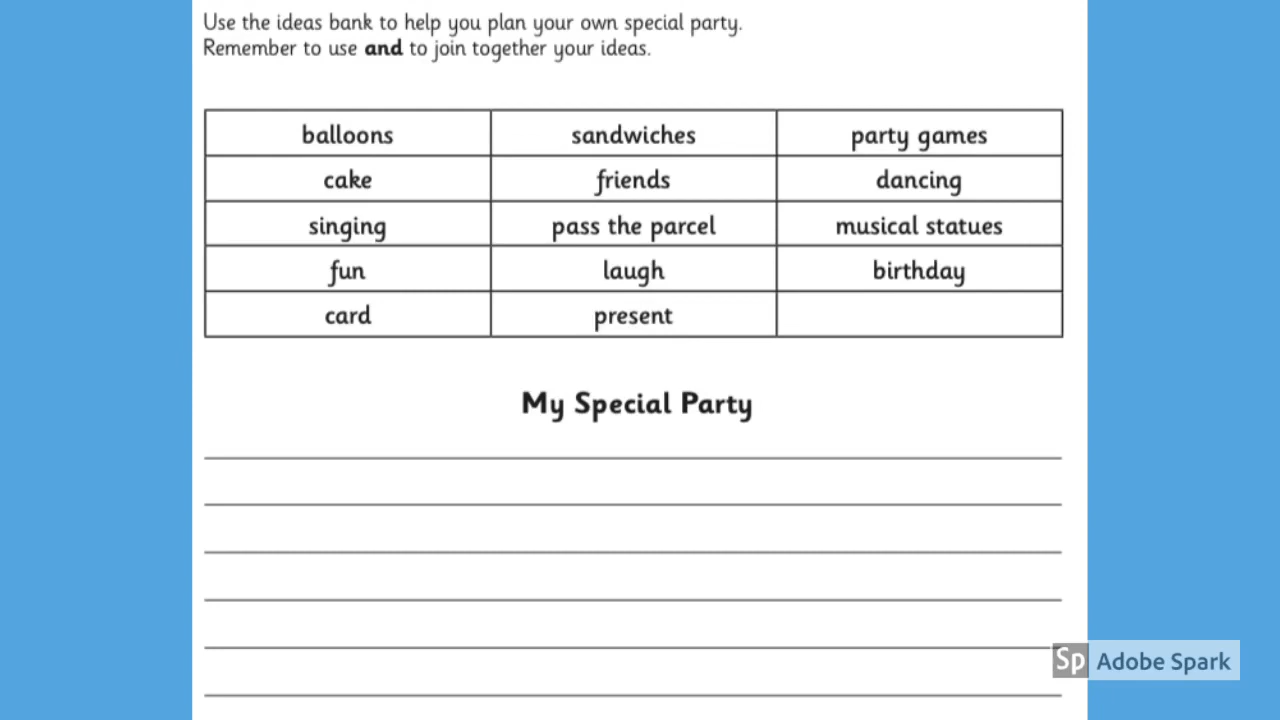 Use the ideas bank to help you plan your own special party.
Remember to use and to join together your ideas.
balloons sandwiches party games
cake friends dancing
singing pass the parcel musical statues
fun laugh birthday
card present
My Special Party
Sp Adobe Spark